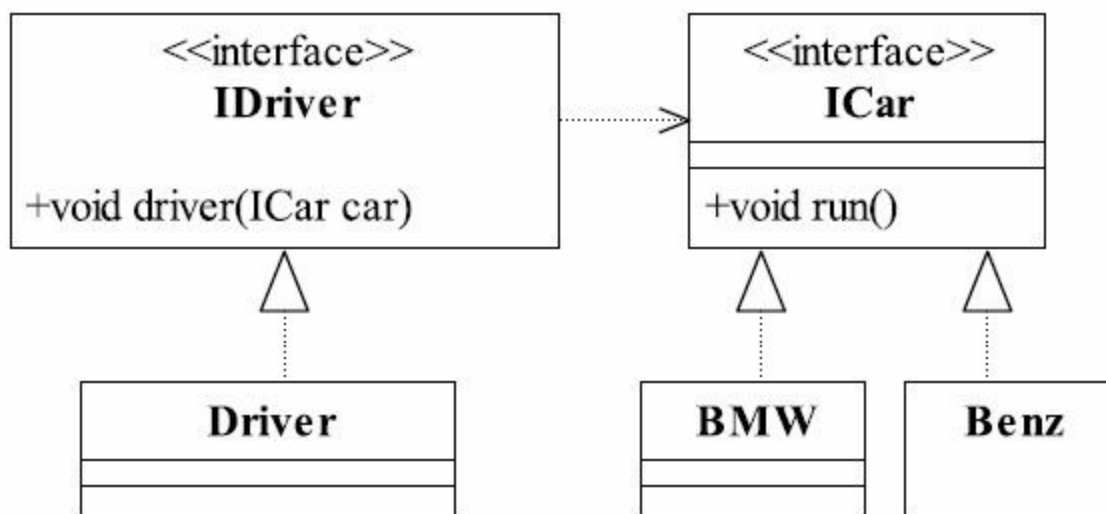 <<interface>>
IDriver
+void driver(ICar car)
<<interface>>
ICar
+void run()
Driver
BMW
Benz